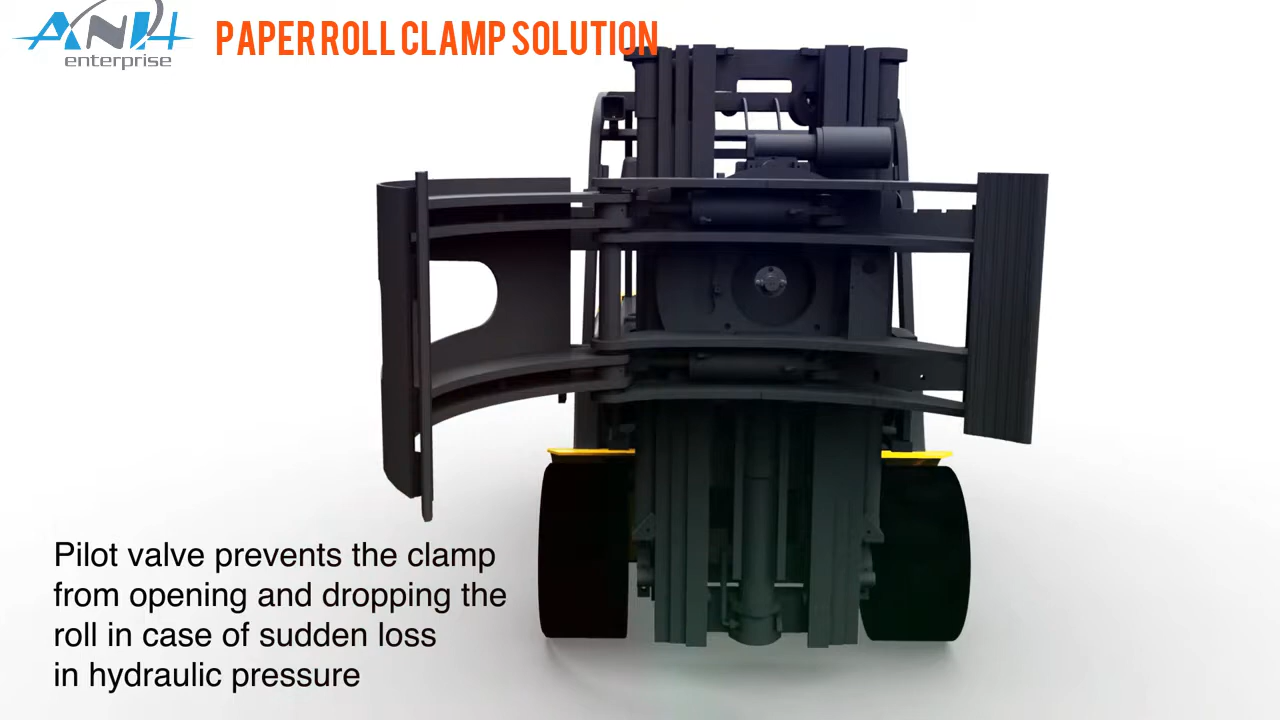 ANH
enterprise
PAPER ROLL CLAMP SOLUTION
Pilot valve prevents the clamp
from opening and dropping the
roll in case of sudden loss
in hydraulic pressure